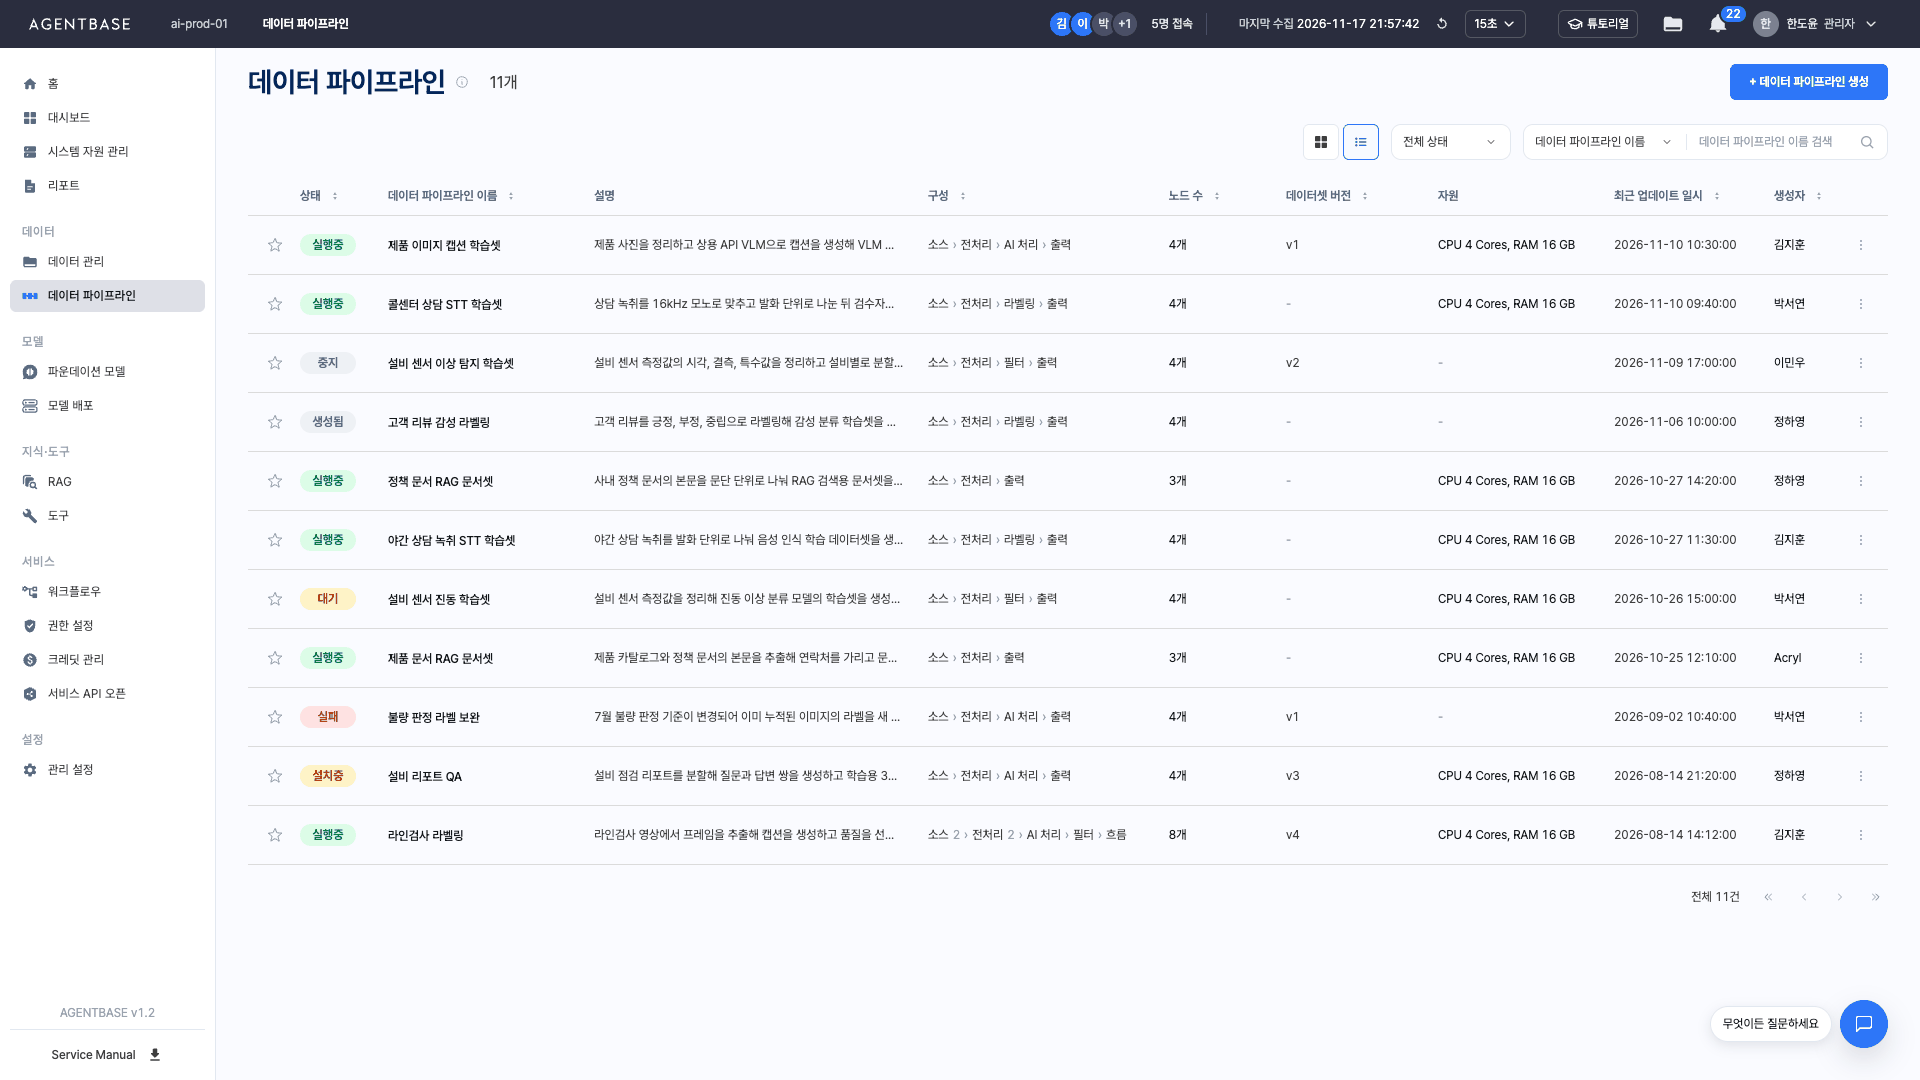 AGENTBASE ai-prod-01 데이터 파이프라인 김 이 박 +1 5명 접속 마지막 수집 2026-11-17 21:57:42 15초 튜토리얼 22 한 한도윤 관리자
홈
대시보드
시스템 자원 관리
리포트
데이터
데이터 관리
데이터 파이프라인
모델
파운데이션 모델
모델 배포
지식·도구
RAG
도구
서비스
워크플로우
권한 설정
크레딧 관리
서비스 API 오픈
설정
관리 설정
AGENTBASE v1.2
Service Manual
데이터 파이프라인 11개 + 데이터 파이프라인 생성
전체 상태 데이터 파이프라인 이름 데이터 파이프라인 이름 검색
상태 데이터 파이프라인 이름 설명 구성 노드 수 데이터셋 버전 자원 최근 업데이트 일시 생성자
실행중 제품 이미지 캡션 학습셋 제품 사진을 정리하고 상용 API VLM으로 캡션을 생성해 VLM ... 소스 › 전처리 › AI 처리 › 출력 4개 v1 CPU 4 Cores, RAM 16 GB 2026-11-10 10:30:00 김지훈
실행중 콜센터 상담 STT 학습셋 상담 녹취를 16kHz 모노로 맞추고 발화 단위로 나눈 뒤 검수자... 소스 › 전처리 › 라벨링 › 출력 4개 - CPU 4 Cores, RAM 16 GB 2026-11-10 09:40:00 박서연
중지 설비 센서 이상 탐지 학습셋 설비 센서 측정값의 시각, 결측, 특수값을 정리하고 설비별로 분할... 소스 › 전처리 › 필터 › 출력 4개 v2 - 2026-11-09 17:00:00 이민우
생성됨 고객 리뷰 감성 라벨링 고객 리뷰를 긍정, 부정, 중립으로 라벨링해 감성 분류 학습셋을 ... 소스 › 전처리 › 라벨링 › 출력 4개 - - 2026-11-06 10:00:00 정하영
실행중 정책 문서 RAG 문서셋 사내 정책 문서의 본문을 문단 단위로 나눠 RAG 검색용 문서셋을... 소스 › 전처리 › 출력 3개 - CPU 4 Cores, RAM 16 GB 2026-10-27 14:20:00 정하영
실행중 야간 상담 녹취 STT 학습셋 야간 상담 녹취를 발화 단위로 나눠 음성 인식 학습 데이터셋을 생... 소스 › 전처리 › 라벨링 › 출력 4개 - CPU 4 Cores, RAM 16 GB 2026-10-27 11:30:00 김지훈
대기 설비 센서 진동 학습셋 설비 센서 측정값을 정리해 진동 이상 분류 모델의 학습셋을 생성... 소스 › 전처리 › 필터 › 출력 4개 - CPU 4 Cores, RAM 16 GB 2026-10-26 15:00:00 박서연
실행중 제품 문서 RAG 문서셋 제품 카탈로그와 정책 문서의 본문을 추출해 연락처를 가리고 문... 소스 › 전처리 › 출력 3개 - CPU 4 Cores, RAM 16 GB 2026-10-25 12:10:00 Acryl
실패 불량 판정 라벨 보완 7월 불량 판정 기준이 변경되어 이미 누적된 이미지의 라벨을 새 ... 소스 › 전처리 › AI 처리 › 출력 4개 v1 - 2026-09-02 10:40:00 박서연
설치중 설비 리포트 QA 설비 점검 리포트를 분할해 질문과 답변 쌍을 생성하고 학습용 3... 소스 › 전처리 › AI 처리 › 출력 4개 v3 CPU 4 Cores, RAM 16 GB 2026-08-14 21:20:00 정하영
실행중 라인검사 라벨링 라인검사 영상에서 프레임을 추출해 캡션을 생성하고 품질을 선... 소스 2 › 전처리 2 › AI 처리 › 필터 › 흐름 8개 v4 CPU 4 Cores, RAM 16 GB 2026-08-14 14:12:00 김지훈
전체 11건 « ‹ › »
무엇이든 질문하세요